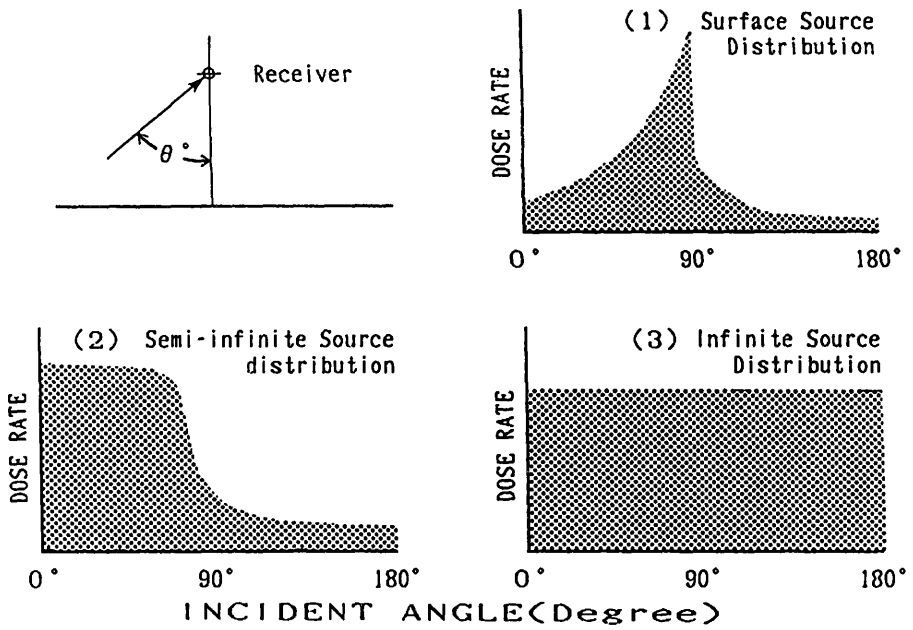 Receiver
θ°
(1) Surface Source
Distribution
DOSE RATE
0° 90° 180°
(2) Semi-infinite Source
distribution
DOSE RATE
0° 90° 180°
(3) Infinite Source
Distribution
DOSE RATE
0° 90° 180°
INCIDENT ANGLE(Degree)